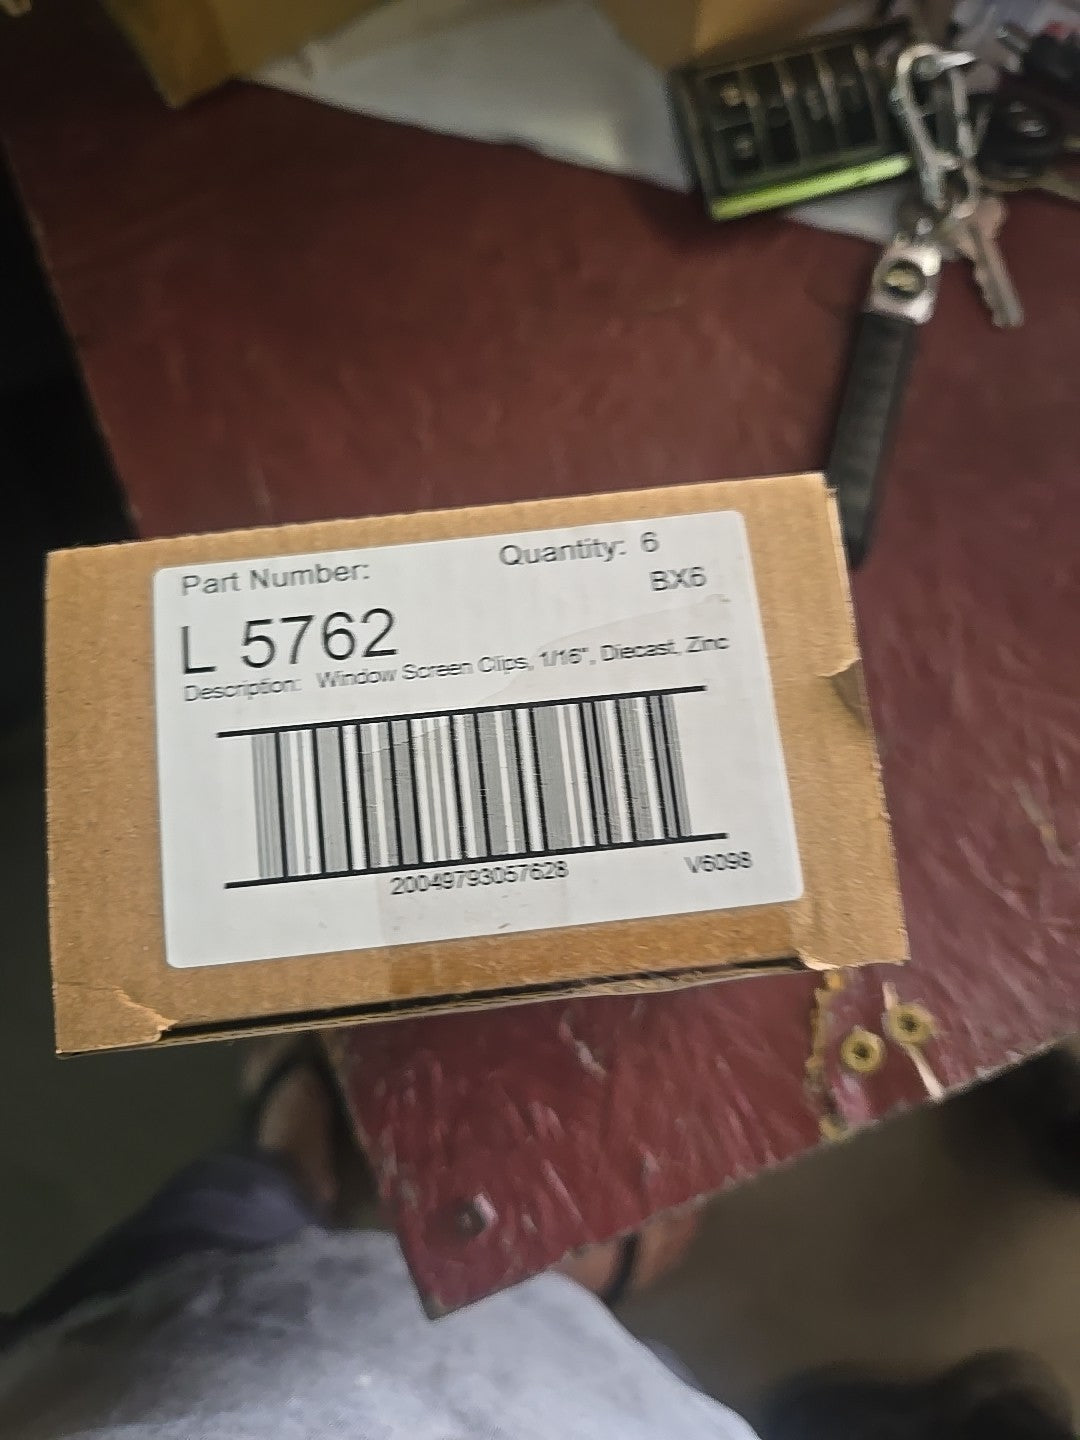 Part Number:
Quantity: 6
BX6
L 5762
Description: Window Screen Clips, 1/16", Diecast, Zinc
20049793057628
V6098